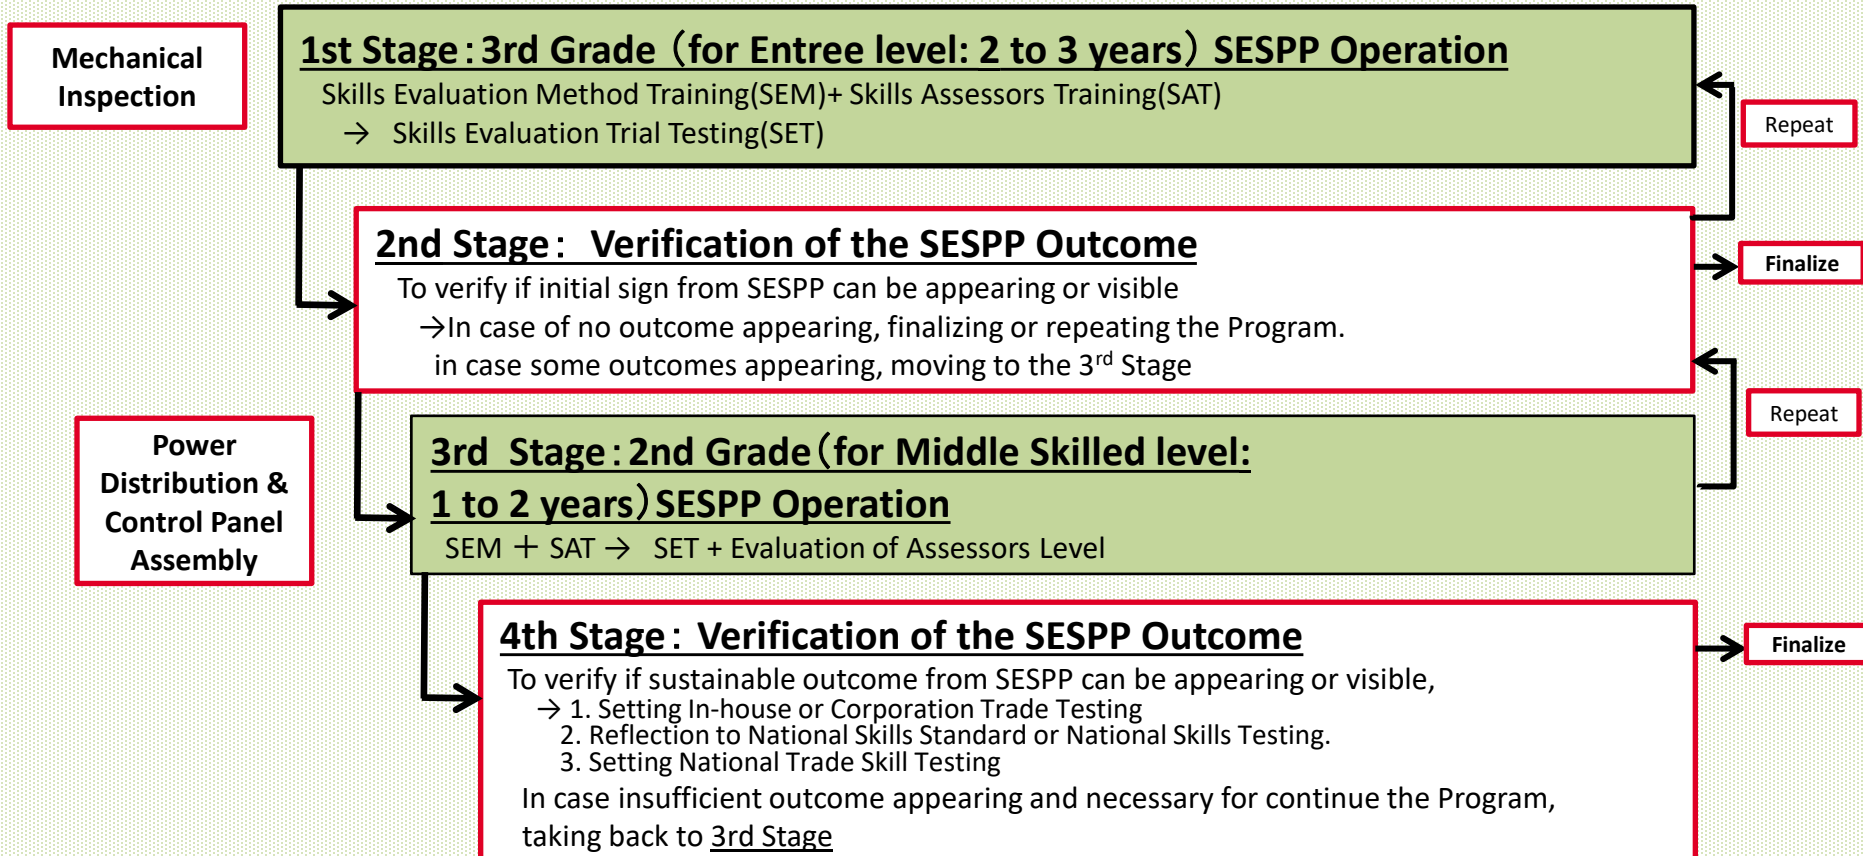 Mechanical
Inspection
1st Stage：3rd Grade（for Entree level: 2 to 3 years）SESPP Operation
Skills Evaluation Method Training(SEM)+ Skills Assessors Training(SAT)
→ Skills Evaluation Trial Testing(SET)
Repeat
2nd Stage： Verification of the SESPP Outcome
To verify if initial sign from SESPP can be appearing or visible
→In case of no outcome appearing, finalizing or repeating the Program.
in case some outcomes appearing, moving to the 3rd Stage
Finalize
Repeat
Power
Distribution &
Control Panel
Assembly
3rd Stage：2nd Grade（for Middle Skilled level:
1 to 2 years）SESPP Operation
SEM ＋ SAT → SET + Evaluation of Assessors Level
4th Stage： Verification of the SESPP Outcome
To verify if sustainable outcome from SESPP can be appearing or visible,
→ 1. Setting In-house or Corporation Trade Testing
2. Reflection to National Skills Standard or National Skills Testing.
3. Setting National Trade Skill Testing
In case insufficient outcome appearing and necessary for continue the Program,
taking back to 3rd Stage
Finalize